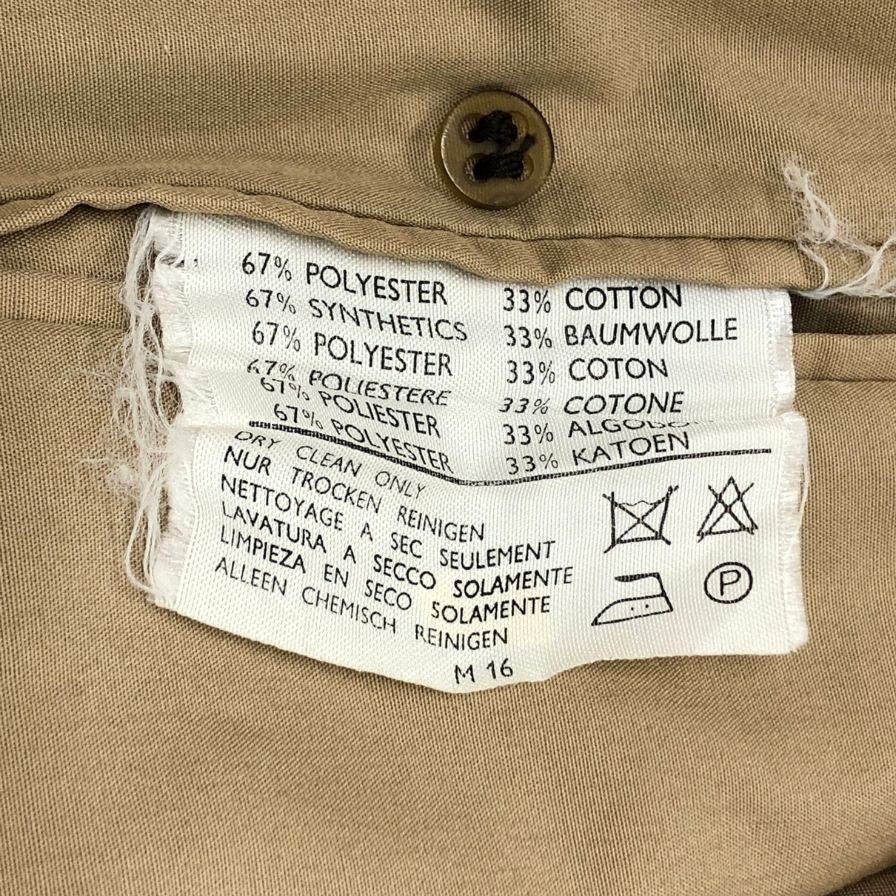 67% POLYESTER 33% COTTON
67% SYNTHETICS 33% BAUMWOLLE
67% POLYESTER 33% COTON
67% POLIESTERE 33% COTONE
67% POLIESTER 33%
67% POLYESTER 33% KATOEN
DRY CLEAN ONLY
NUR TROCKEN REINIGEN
NETTOYAGE A SEC SEULEMENT
LAVATURA A SECCO SOLAMENTE
LIMPIEZA EN SECO SOLAMENTE
ALLEEN CHEMISCH REINIGEN
P
M 16